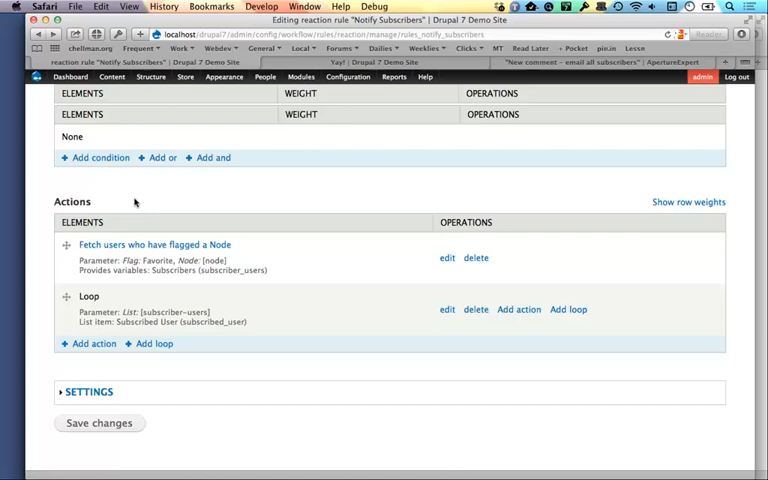 Safari File Edit View History Bookmarks Develop Window Help Debug
Editing reaction rule "Notify Subscribers" | Drupal 7 Demo Site
localhost/drupal7/admin/config/workflow/rules/reaction/manage/rules_notify_subscribers
Reader
chellman.org Frequent Work Webdev General Local Forums Dailies Weeklies Clicks MT Read Later + Pocket pin.in Lessn
reaction rule "Notify Subscribers" | Drupal 7 Demo Site Yay! | Drupal 7 Demo Site "New comment – email all subscribers" | ApertureExpert
Dashboard Content Structure Store Appearance People Modules Configuration Reports Help admin Log out
ELEMENTS WEIGHT OPERATIONS
ELEMENTS WEIGHT OPERATIONS
None
+ Add condition + Add or + Add and
Actions Show row weights
ELEMENTS OPERATIONS
Fetch users who have flagged a Node edit delete
Parameter: Flag: Favorite, Node: [node]
Provides variables: Subscribers (subscriber_users)
Loop edit delete Add action Add loop
Parameter: List: [subscriber-users]
List item: Subscribed User (subscribed_user)
+ Add action + Add loop
SETTINGS
Save changes